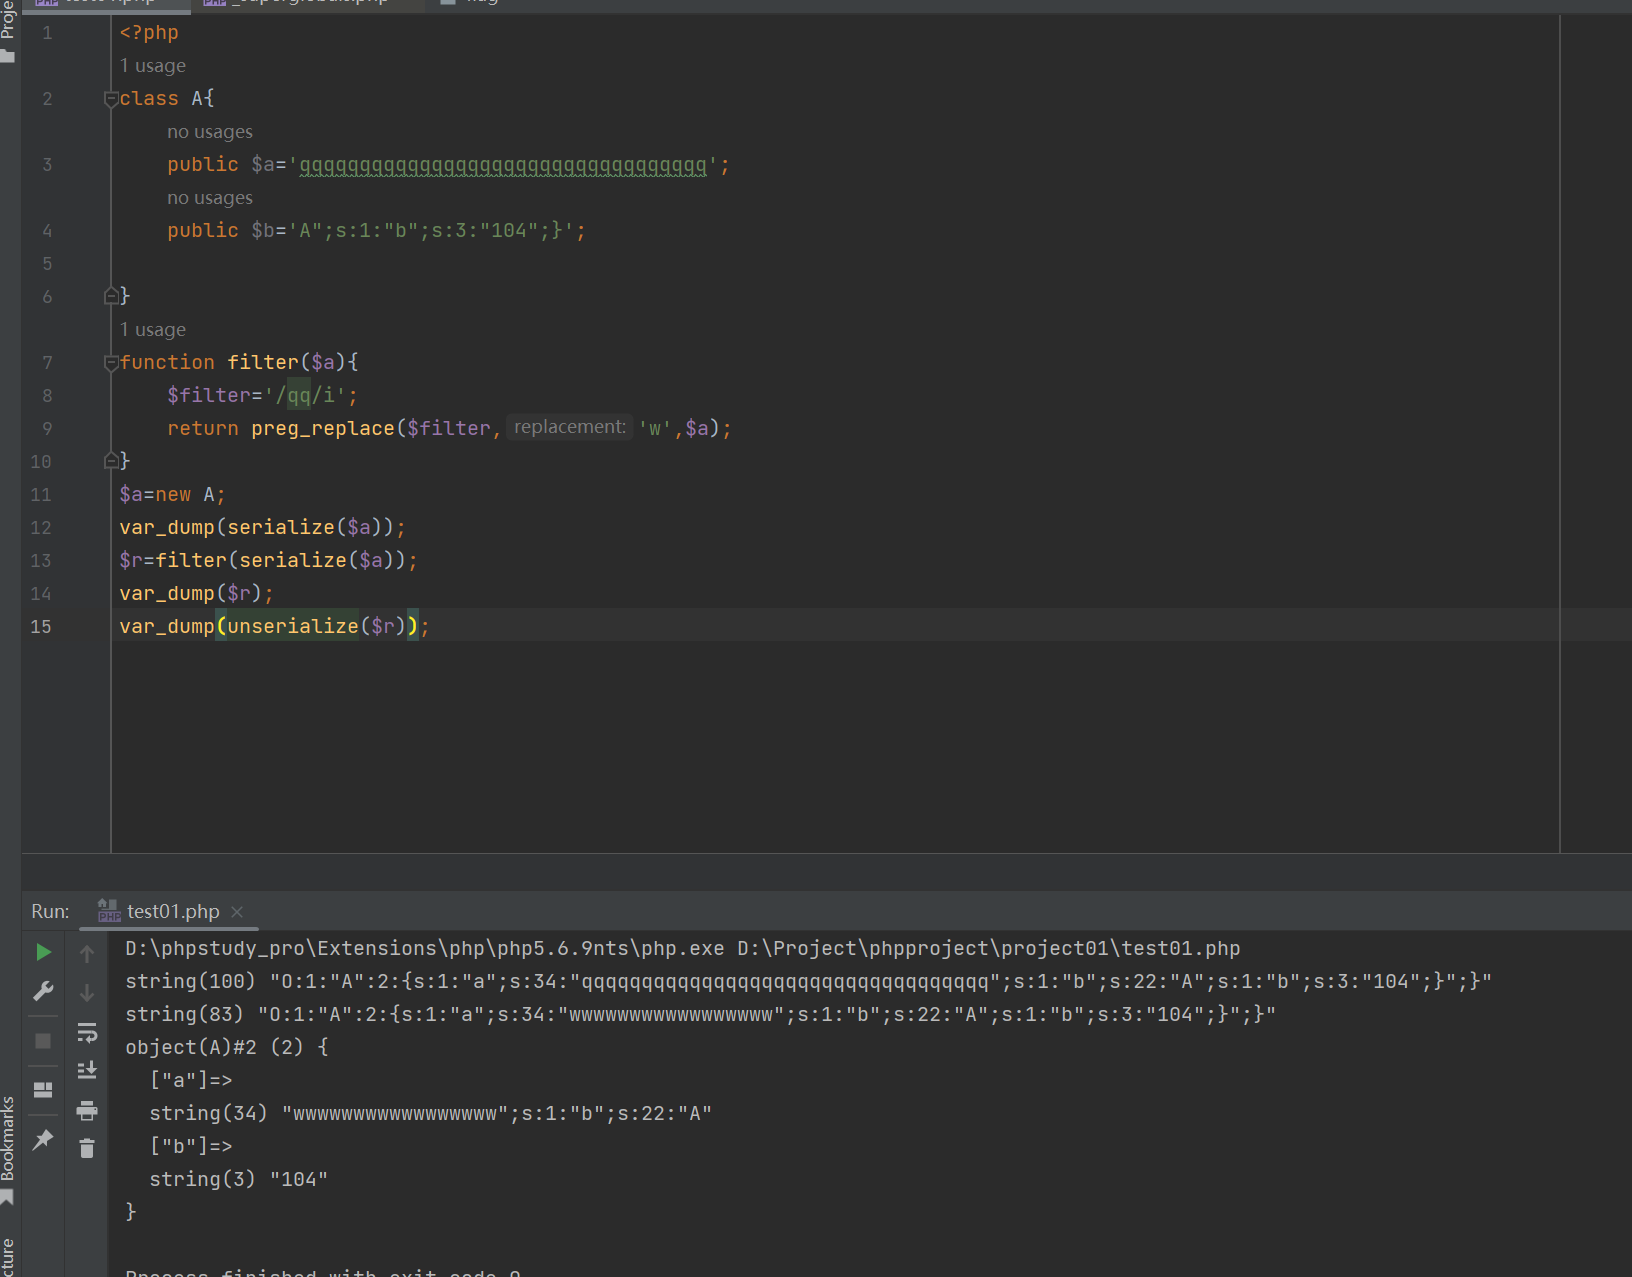 Proje
_superglobals.php
flag
1 <?php
1 usage
2 class A{
no usages
3 public $a='qqqqqqqqqqqqqqqqqqqqqqqqqqqqqqqqqq';
no usages
4 public $b='A";s:1:"b";s:3:"104";}';
5
6 }
1 usage
7 function filter($a){
8 $filter='/qq/i';
9 return preg_replace($filter, replacement: 'w',$a);
10 }
11 $a=new A;
12 var_dump(serialize($a));
13 $r=filter(serialize($a));
14 var_dump($r);
15 var_dump(unserialize($r));
Run: test01.php
D:\phpstudy_pro\Extensions\php\php5.6.9nts\php.exe D:\Project\phpproject\project01\test01.php
string(100) "O:1:"A":2:{s:1:"a";s:34:"qqqqqqqqqqqqqqqqqqqqqqqqqqqqqqqqqq";s:1:"b";s:22:"A";s:1:"b";s:3:"104";}";}"
string(83) "O:1:"A":2:{s:1:"a";s:34:"wwwwwwwwwwwwwwwww";s:1:"b";s:22:"A";s:1:"b";s:3:"104";}";}"
object(A)#2 (2) {
["a"]=>
string(34) "wwwwwwwwwwwwwwwww";s:1:"b";s:22:"A"
["b"]=>
string(3) "104"
}
Process finished with exit code 0
Bookmarks
cture